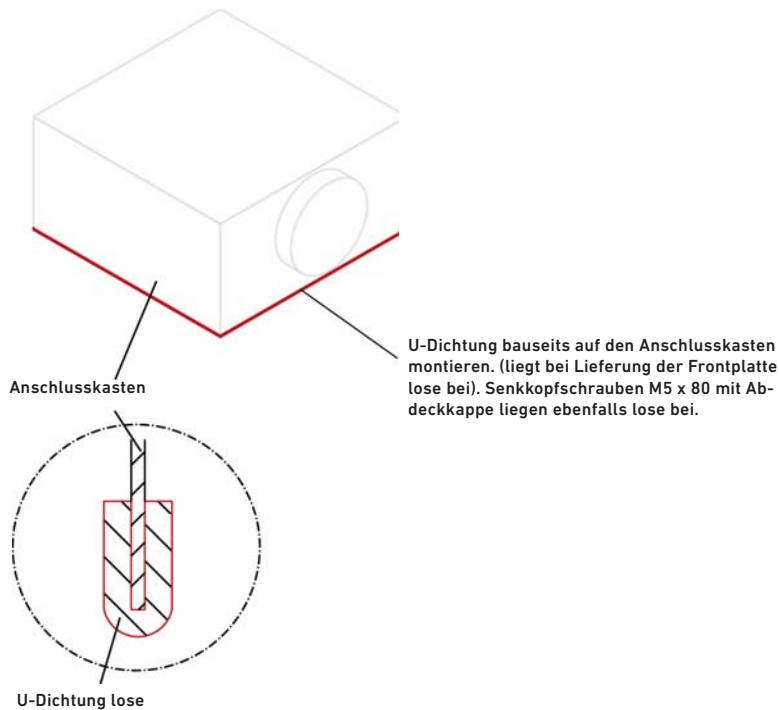 U-Dichtung bauseits auf den Anschlusskasten
montieren. (liegt bei Lieferung der Frontplatte
lose bei). Senkkopfschrauben M5 x 80 mit Ab-
deckkappe liegen ebenfalls lose bei.
Anschlusskasten
U-Dichtung lose